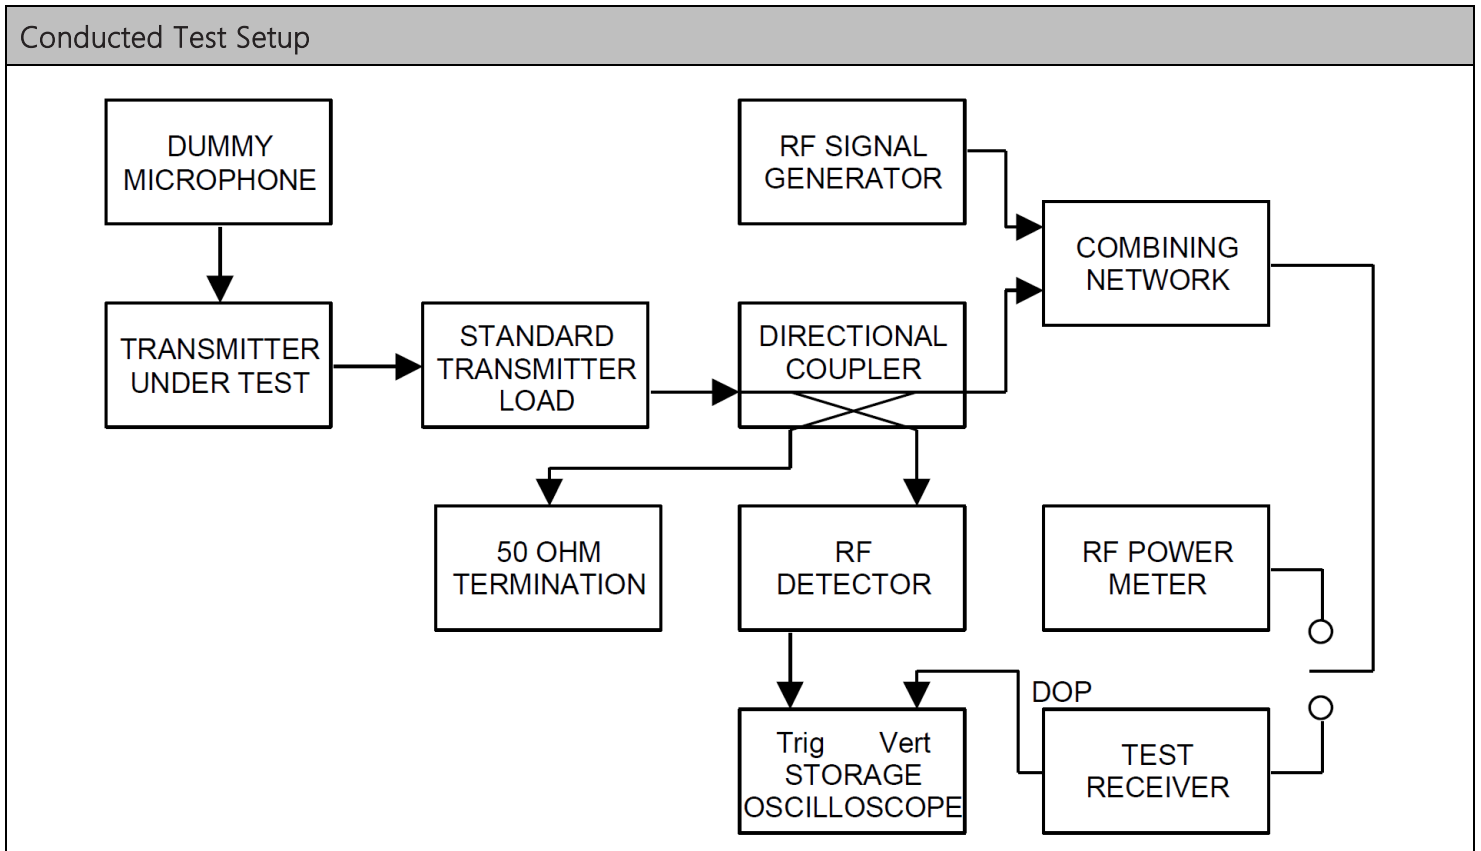 Conducted Test Setup
DUMMY
MICROPHONE
RF SIGNAL
GENERATOR
COMBINING
NETWORK
TRANSMITTER
UNDER TEST
STANDARD
TRANSMITTER
LOAD
DIRECTIONAL
COUPLER
50 OHM
TERMINATION
RF
DETECTOR
RF POWER
METER
DOP
Trig Vert
STORAGE
OSCILLOSCOPE
TEST
RECEIVER